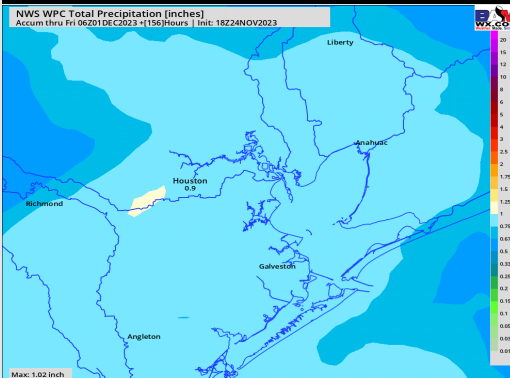 NWS WPC Total Precipitation [inches]
Accum thru Fri 06Z01DEC2023 +[156]Hours | Init: 18Z24NOV2023
Liberty
Anahuac
Houston
0.9
Richmond
Galveston
Angleton
Max: 1.02 inch
WX.CO
20
15
12
10
8
6
5
4
3
2.5
2
1.75
1.5
1.25
1
0.75
0.67
0.5
0.33
0.25
0.2
0.15
0.1
0.05
0.03
0.01